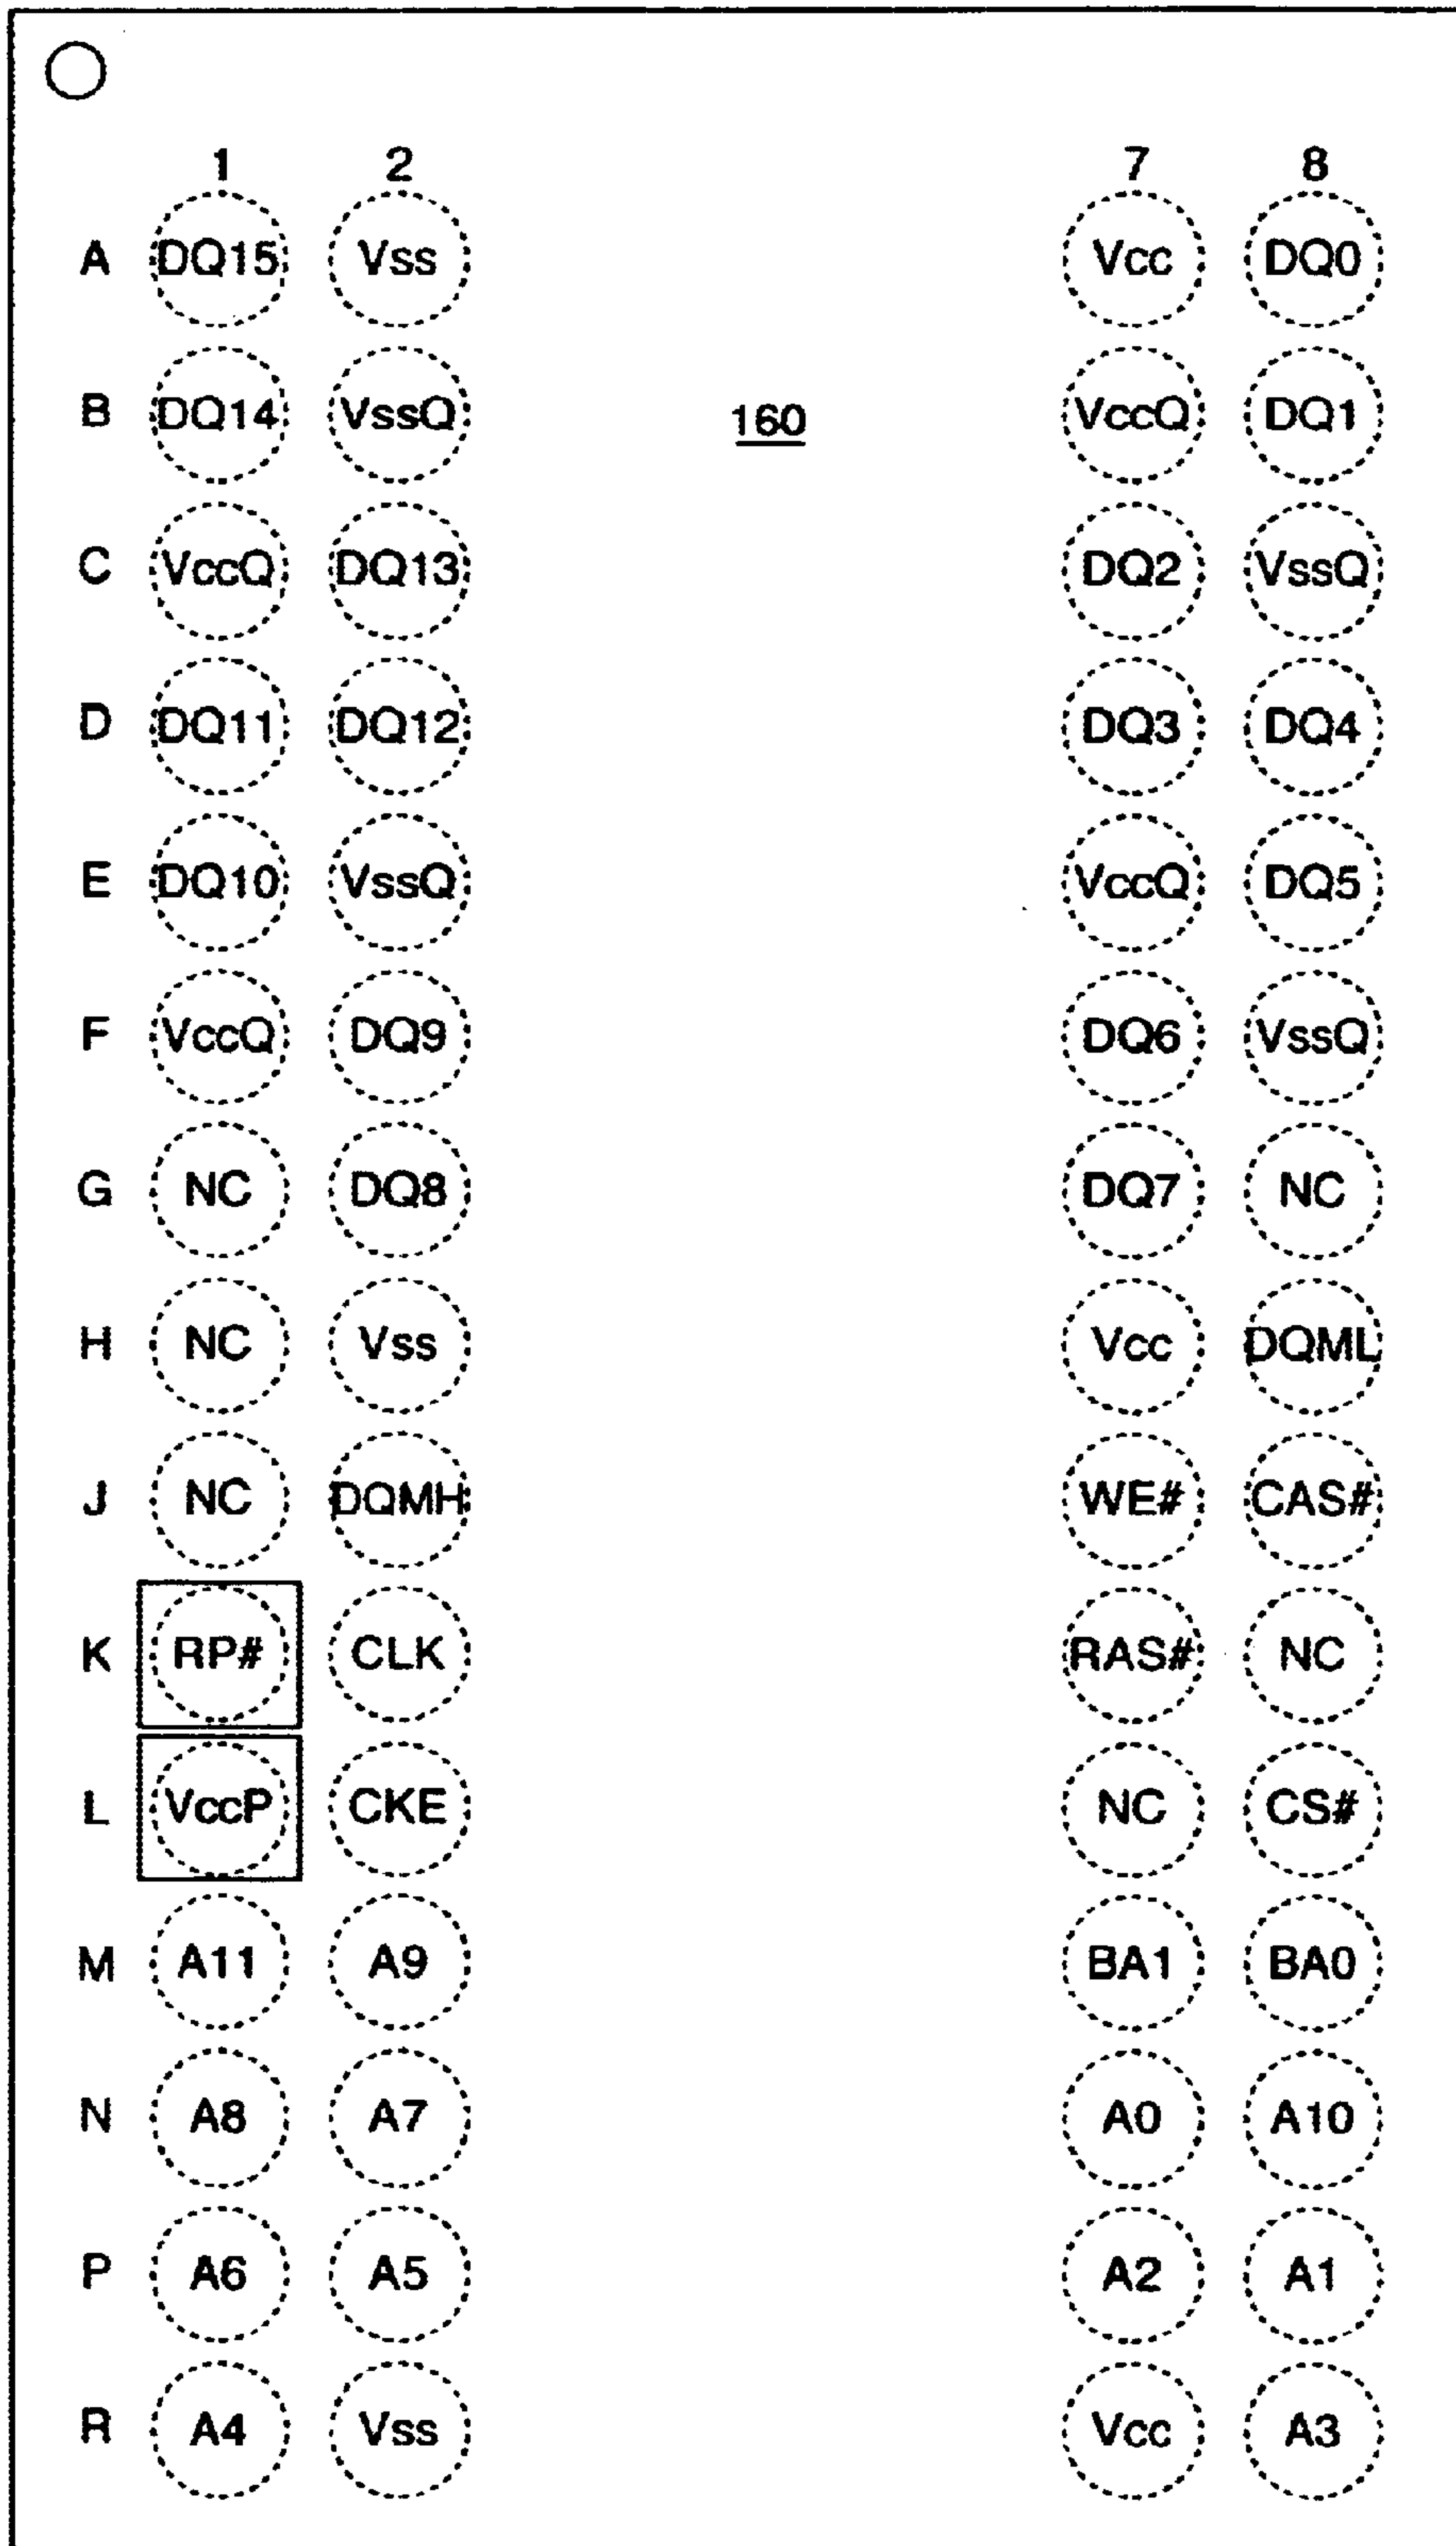 1 2 7 8
A DQ15 Vss Vcc DQ0
B DQ14 VssQ 160 VccQ DQ1
C VccQ DQ13 DQ2 VssQ
D DQ11 DQ12 DQ3 DQ4
E DQ10 VssQ VccQ DQ5
F VccQ DQ9 DQ6 VssQ
G NC DQ8 DQ7 NC
H NC Vss Vcc DQML
J NC DQMH WE# CAS#
K RP# CLK RAS# NC
L VccP CKE NC CS#
M A11 A9 BA1 BA0
N A8 A7 A0 A10
P A6 A5 A2 A1
R A4 Vss Vcc A3